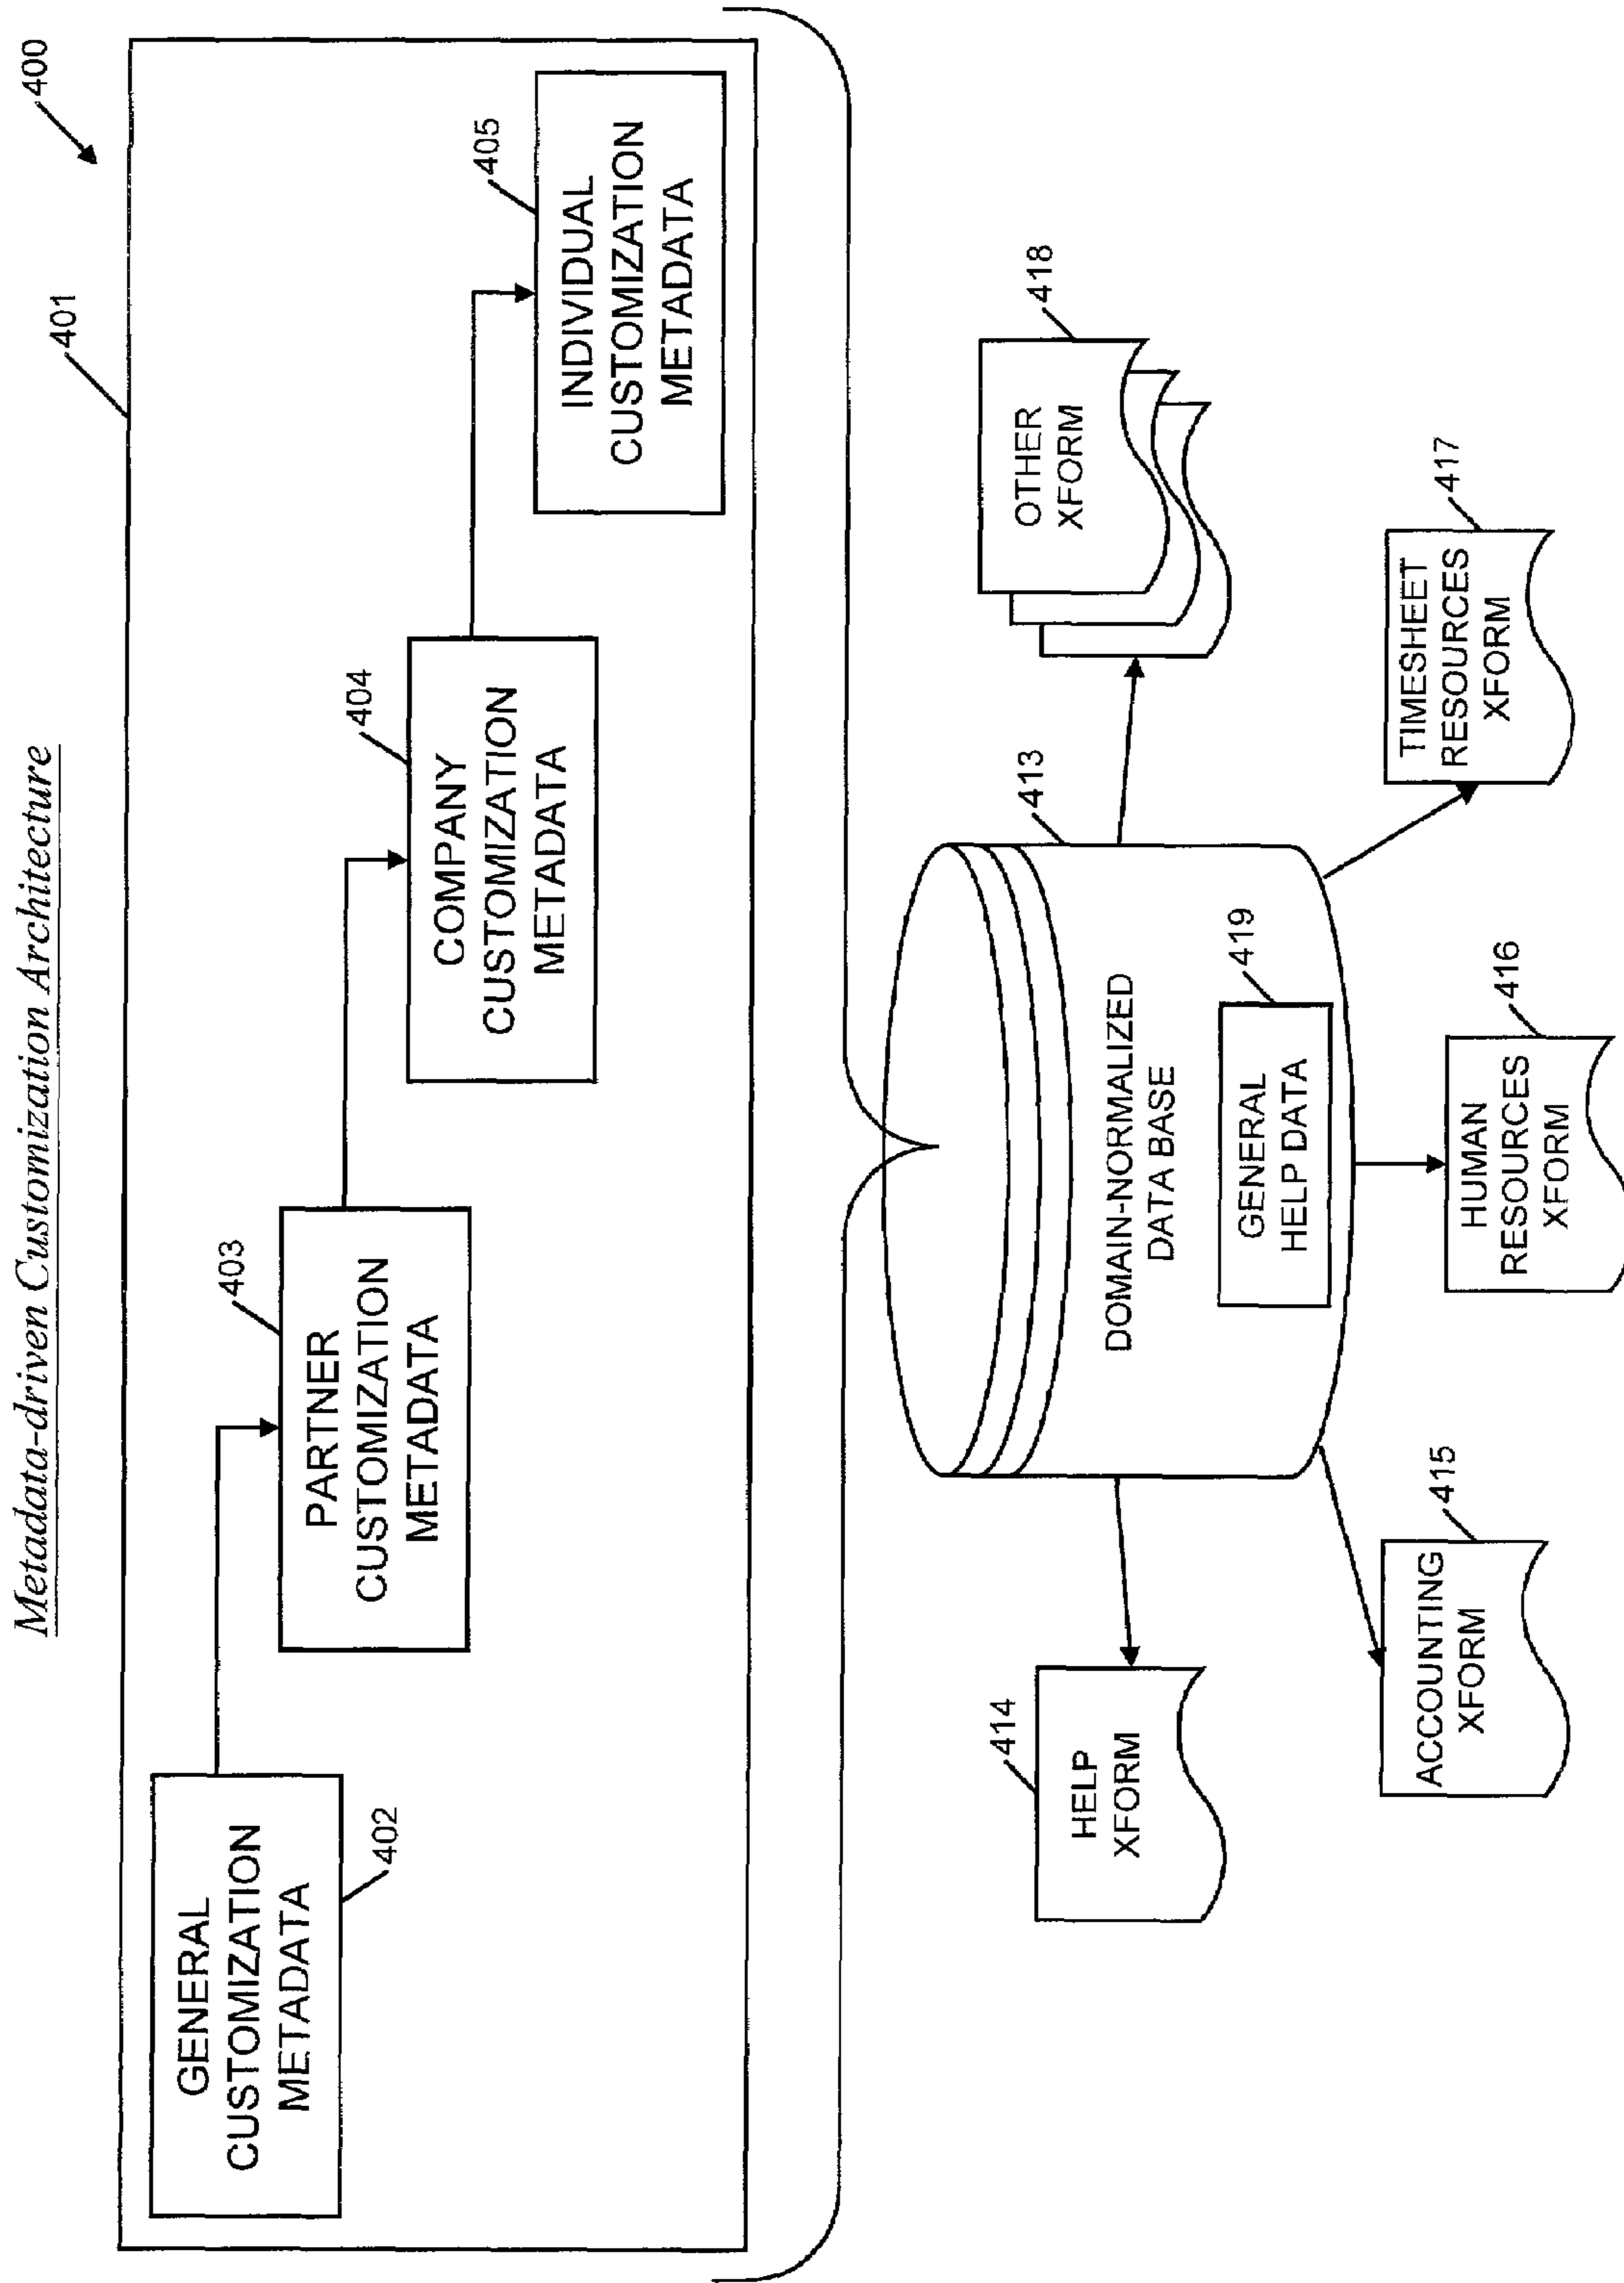 Metadata-driven Customization Architecture
400
401
GENERAL
CUSTOMIZATION
METADATA
402
403
PARTNER
CUSTOMIZATION
METADATA
404
COMPANY
CUSTOMIZATION
METADATA
405
INDIVIDUAL
CUSTOMIZATION
METADATA
413
DOMAIN-NORMALIZED
DATA BASE
419
GENERAL
HELP DATA
414
HELP
XFORM
415
ACCOUNTING
XFORM
416
HUMAN
RESOURCES
XFORM
417
TIMESHEET
RESOURCES
XFORM
418
OTHER
XFORM